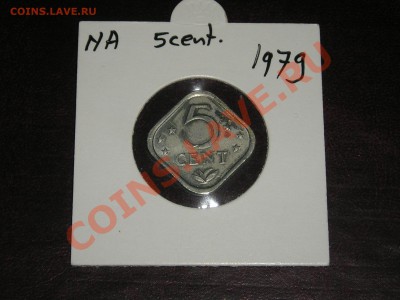 COINS.LAVE.RU
NA 5cent. 1979
5
CENT
COINS.LAVE.RU